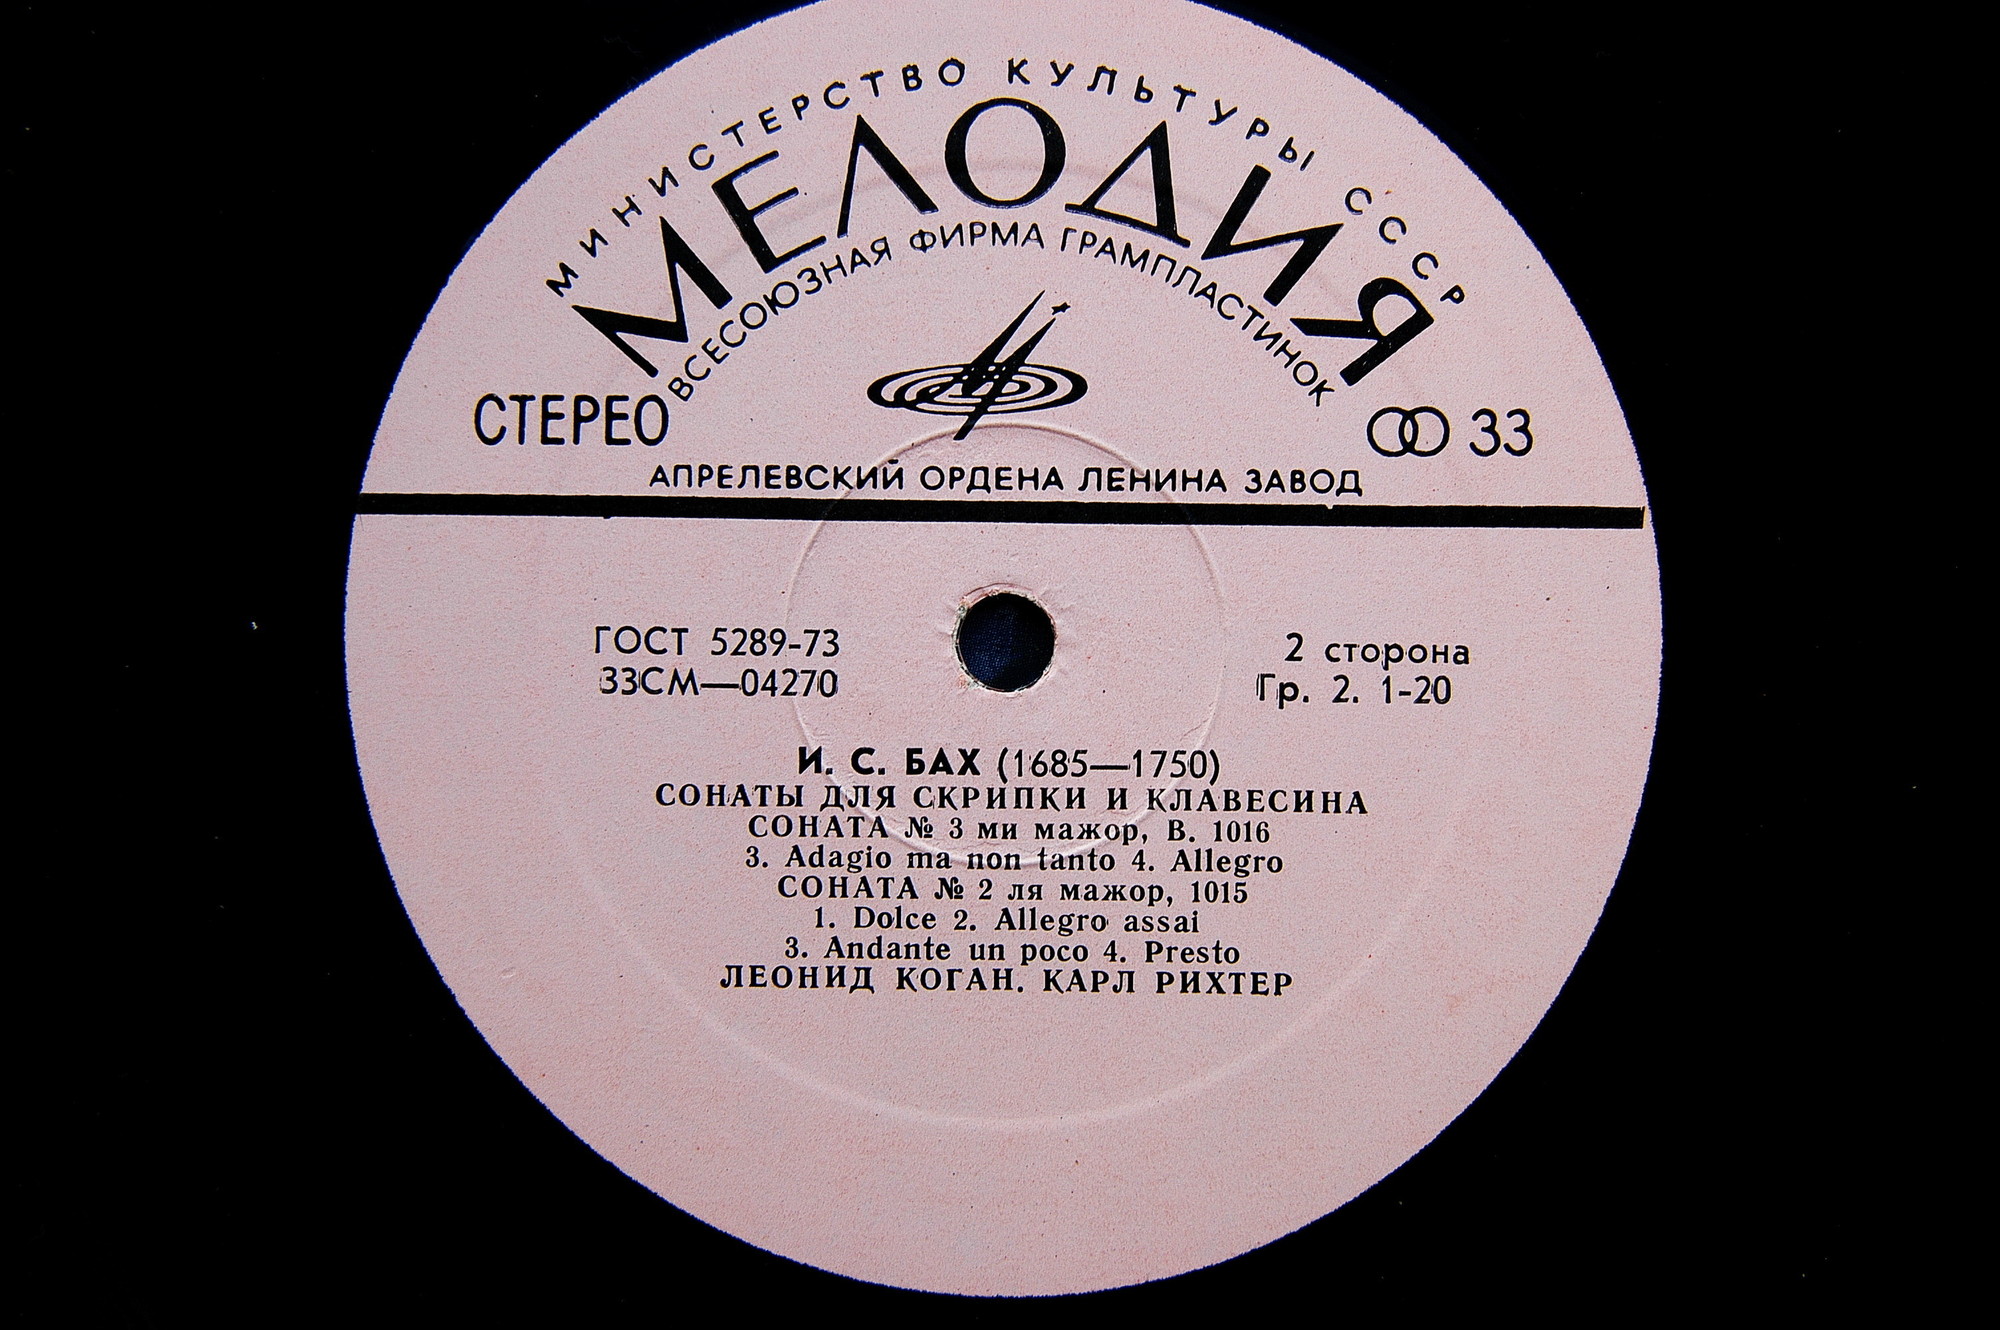 МИНИСТЕРСТВО КУЛЬТУРЫ СССР
МЕЛОДИЯ
ВСЕСОЮЗНАЯ ФИРМА ГРАМПЛАСТИНОК
СТЕРЕО
33
АПРЕЛЕВСКИЙ ОРДЕНА ЛЕНИНА ЗАВОД
ГОСТ 5289-73
33СМ—04270
2 сторона
Гр. 2. 1-20
И. С. БАХ (1685—1750)
СОНАТЫ ДЛЯ СКРИПКИ И КЛАВЕСИНА
СОНАТА № 3 ми мажор, В. 1016
3. Adagio ma non tanto 4. Allegro
СОНАТА № 2 ля мажор, 1015
1. Dolce 2. Allegro assai
3. Andante un poco 4. Presto
ЛЕОНИД КОГАН. КАРЛ РИХТЕР